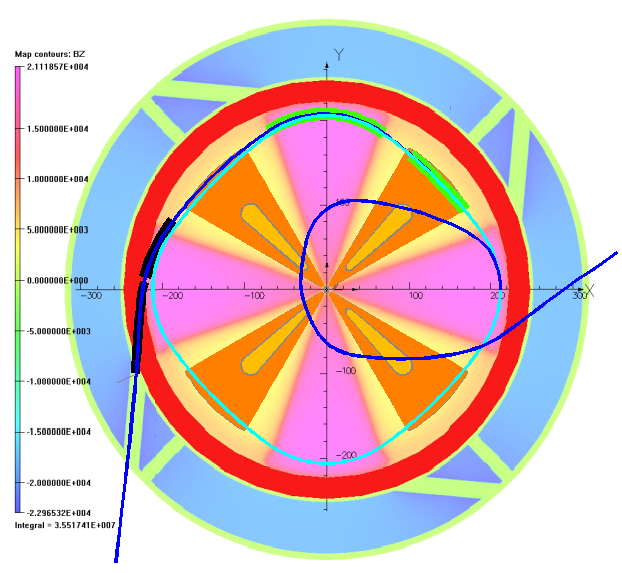 Map contours: BZ
2.111857E+004
1.500000E+004
1.000000E+004
5.000000E+003
0.000000E+000
-5.000000E+003
-1.000000E+004
-1.500000E+004
-2.000000E+004
-2.296532E+004
Integral = 3.551741E+007
Y
X
-300
-200
-100
100
200
300
100
-100
-200